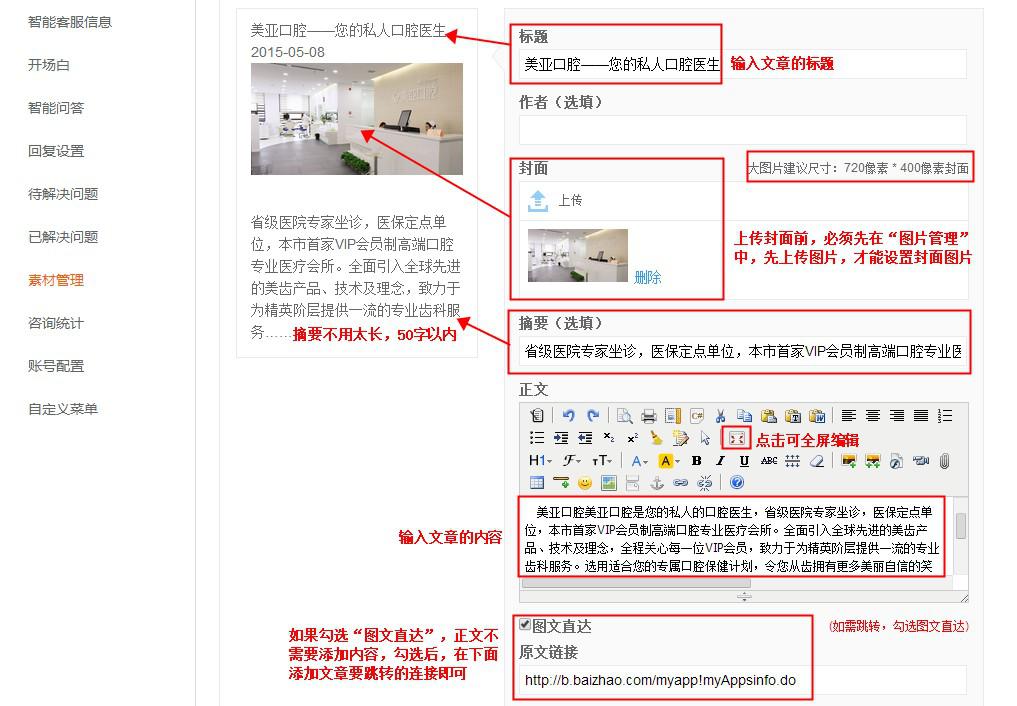 智能客服信息
开场白
智能问答
回复设置
待解决问题
已解决问题
素材管理
咨询统计
账号配置
自定义菜单
美亚口腔——您的私人口腔医生
2015-05-08
省级医院专家坐诊，医保定点单
位，本市首家VIP会员制高端口腔
专业医疗会所。全面引入全球先进
的美齿产品、技术及理念，致力于
为精英阶层提供一流的专业齿科服
务……
摘要不用太长，50字以内
标题
美亚口腔——您的私人口腔医生
输入文章的标题
作者（选填）
封面
大图片建议尺寸：720像素 * 400像素封面
上传
删除
上传封面前，必须先在“图片管理”
中，先上传图片，才能设置封面图片
摘要（选填）
省级医院专家坐诊，医保定点单位，本市首家VIP会员制高端口腔专业医
正文
点击可全屏编辑
输入文章的内容
美亚口腔美亚口腔是您的私人的口腔医生，省级医院专家坐诊，医保定点单
位，本市首家VIP会员制高端口腔专业医疗会所。全面引入全球先进的美齿产
品、技术及理念，全程关心每一位VIP会员，致力于为精英阶层提供一流的专业
齿科服务。选用适合您的专属口腔保健计划，令您从齿拥有更多美丽自信的笑
如果勾选“图文直达”，正文不
需要添加内容，勾选后，在下面
添加文章要跳转的连接即可
图文直达
(如需跳转，勾选图文直达)
原文链接
http://b.baizhao.com/myapp!myAppsinfo.do